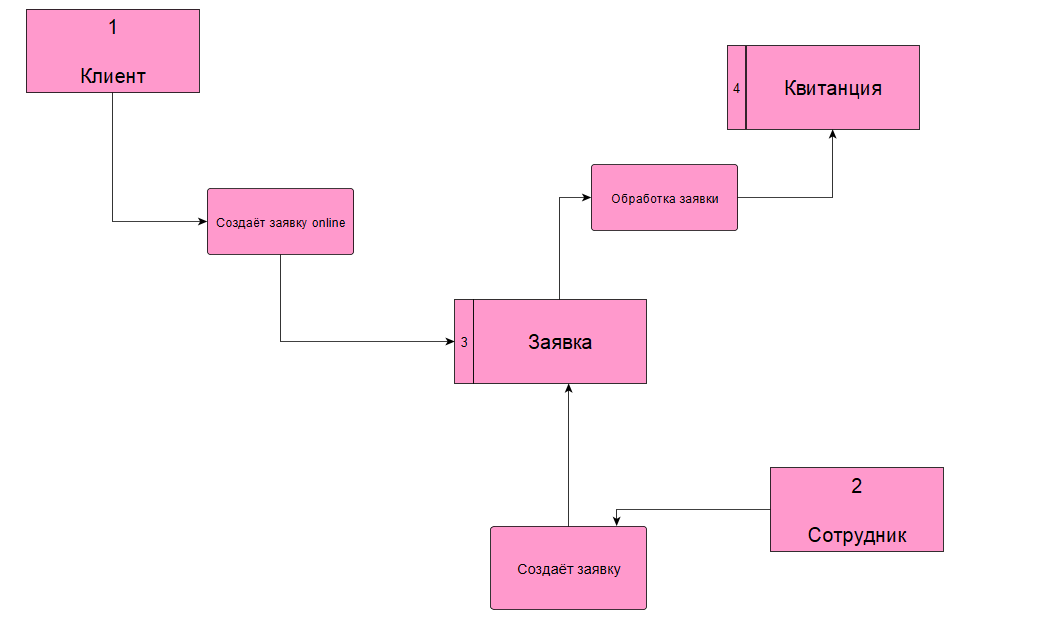 1
Клиент
4
Квитанция
Создаёт заявку online
Обработка заявки
3
Заявка
2
Сотрудник
Создаёт заявку